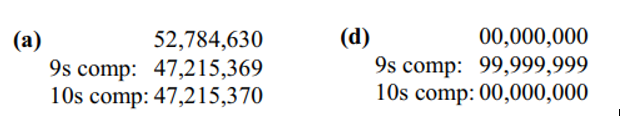 (a) 52,784,630
9s comp: 47,215,369
10s comp: 47,215,370
(d) 00,000,000
9s comp: 99,999,999
10s comp: 00,000,000